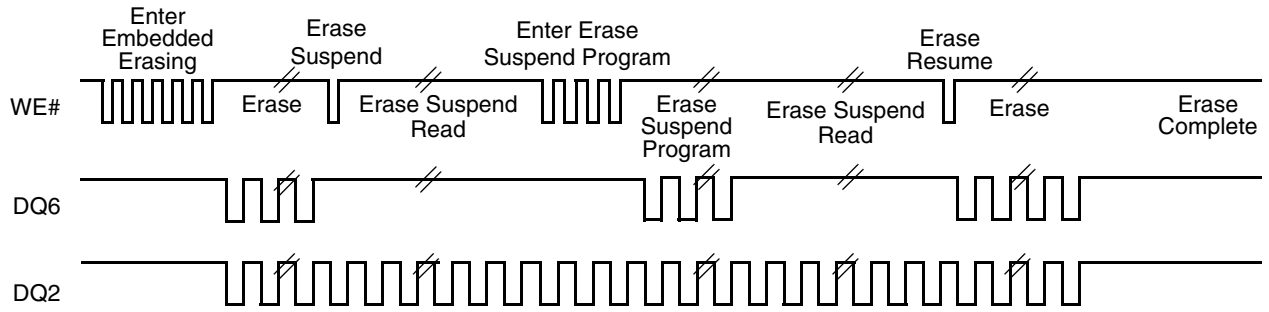 Enter
Embedded
Erasing
Erase
Suspend
Enter Erase
Suspend Program
Erase
Resume
WE#
Erase
Erase Suspend
Read
Erase
Suspend
Program
Erase Suspend
Read
Erase
Erase
Complete
DQ6
DQ2